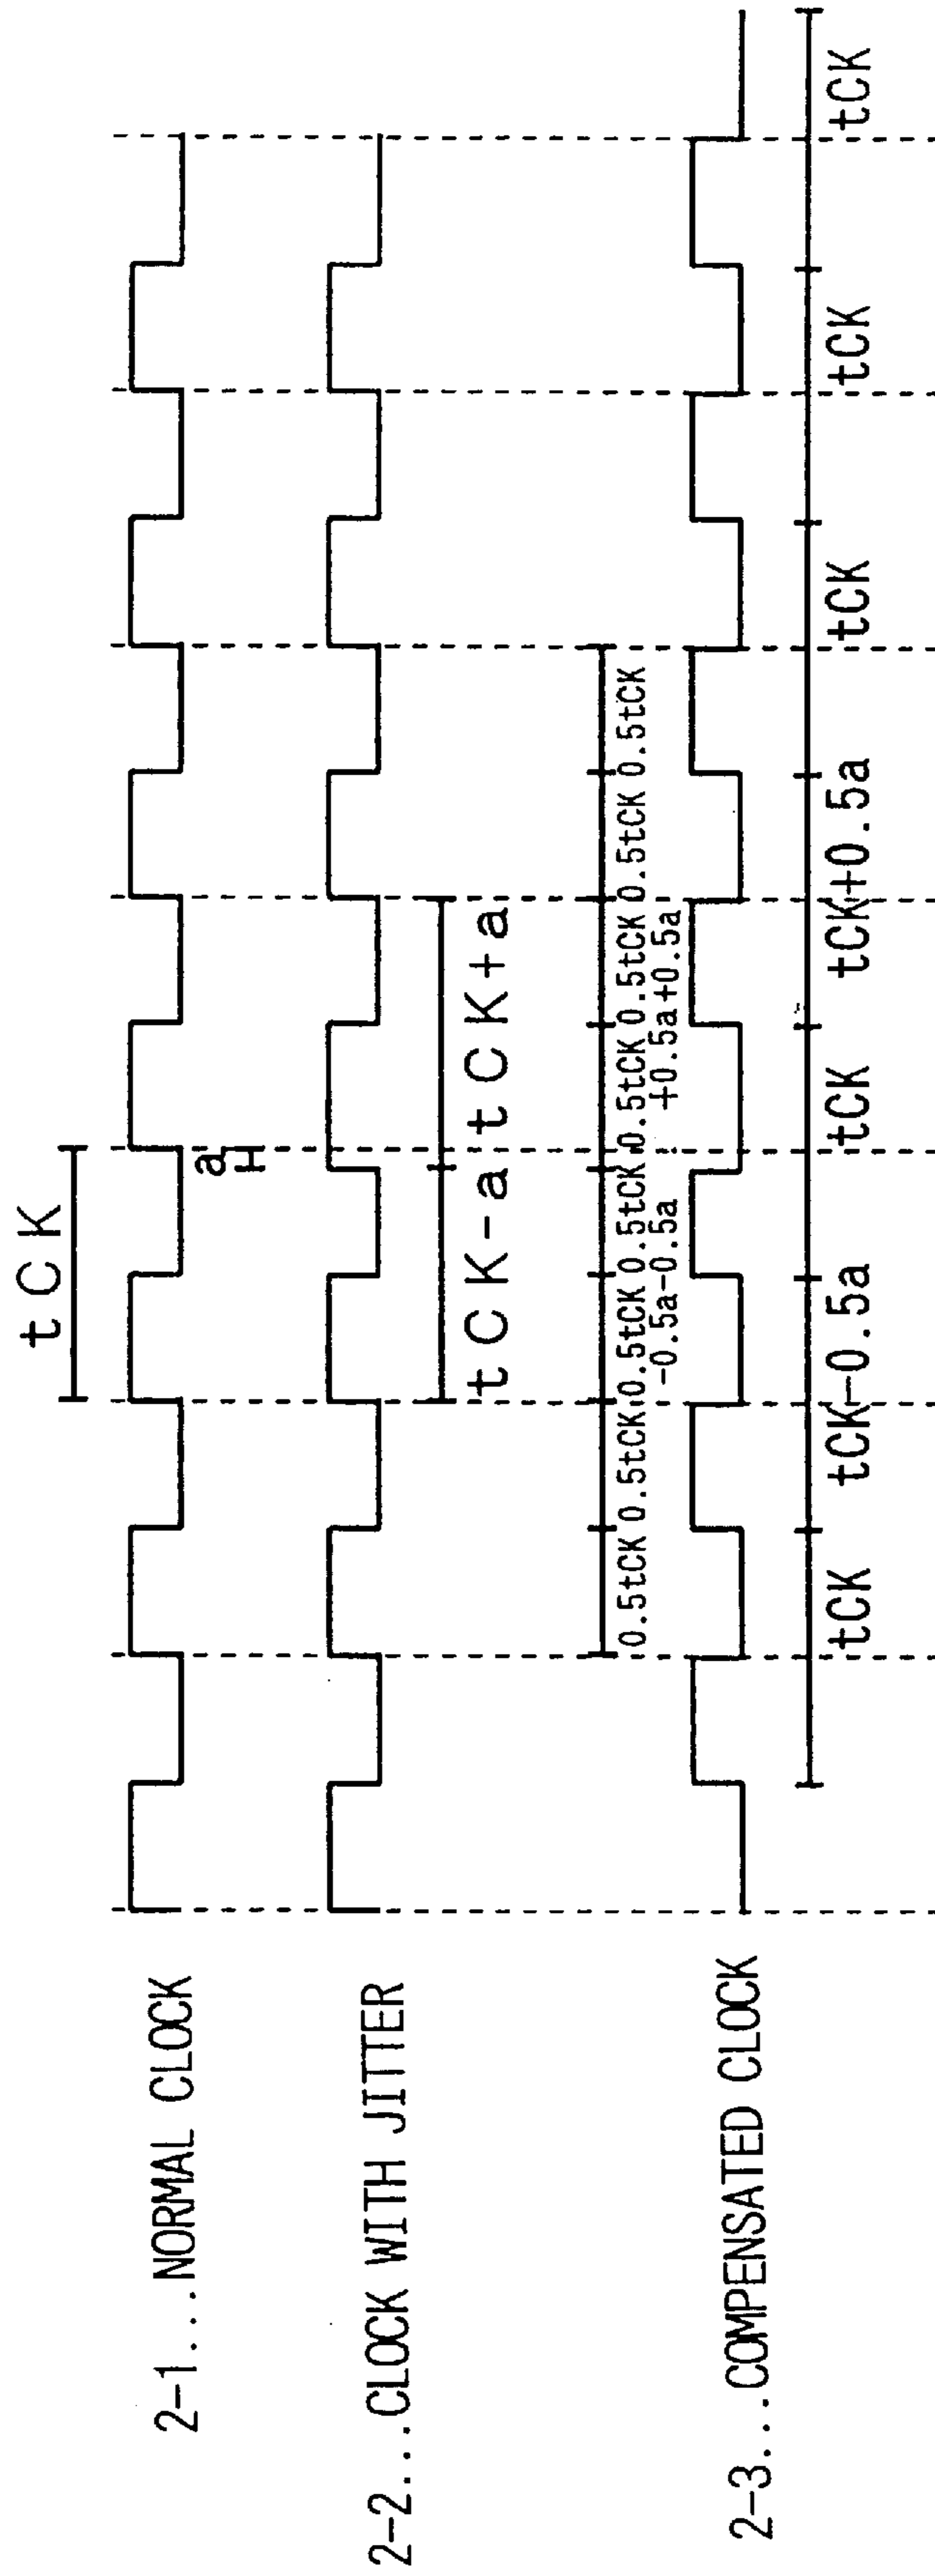 tCK
2-1...NORMAL CLOCK
a
2-2...CLOCK WITH JITTER
tCK-a tCK+a
0.5tCK 0.5tCK 0.5tCK 0.5tCK 0.5tCK 0.5tCK 0.5tCK 0.5tCK
-0.5a-0.5a +0.5a+0.5a
2-3...COMPENSATED CLOCK
tCK tCK-0.5a tCK tCK+0.5a tCK tCK tCK